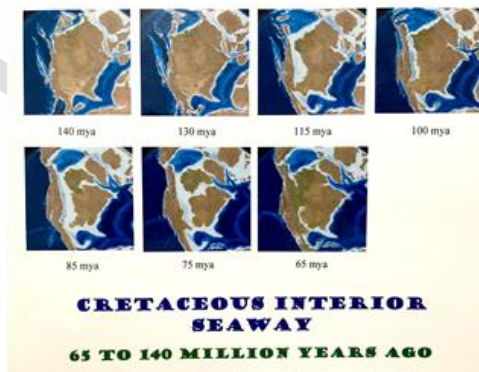 140 mya
130 mya
115 mya
100 mya
85 mya
75 mya
65 mya
CRETACEOUS INTERIOR
SEAWAY
65 TO 140 MILLION YEARS AGO